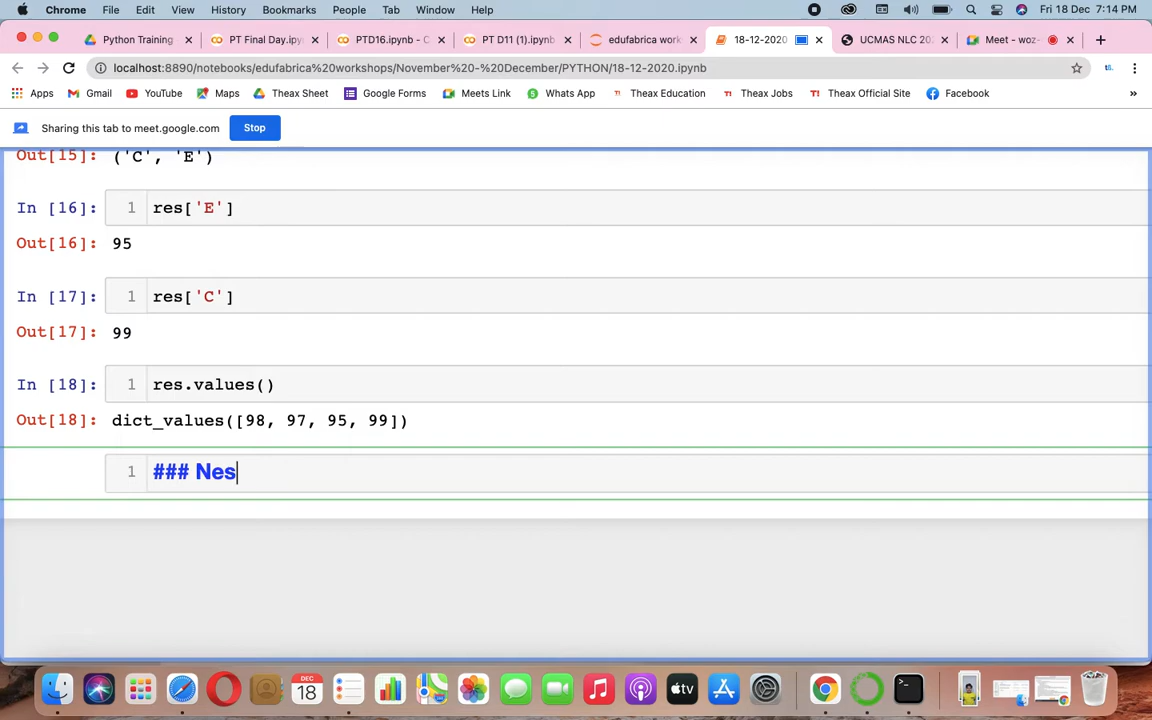 Chrome File Edit View History Bookmarks People Tab Window Help Fri 18 Dec 7:14 PM
Python Training PT Final Day.ipyn PTD16.ipynb - C PT D11 (1).ipynb edufabrica work 18-12-2020 UCMAS NLC 20 Meet - woz-
localhost:8890/notebooks/edufabrica%20workshops/November%20-%20December/PYTHON/18-12-2020.ipynb
Apps Gmail YouTube Maps Theax Sheet Google Forms Meets Link Whats App Theax Education Theax Jobs Theax Official Site Facebook »
Sharing this tab to meet.google.com Stop
Out[15]: ('C', 'E')
In [16]: 1 res['E']
Out[16]: 95
In [17]: 1 res['C']
Out[17]: 99
In [18]: 1 res.values()
Out[18]: dict_values([98, 97, 95, 99])
1 ### Nes
DEC
18
tv